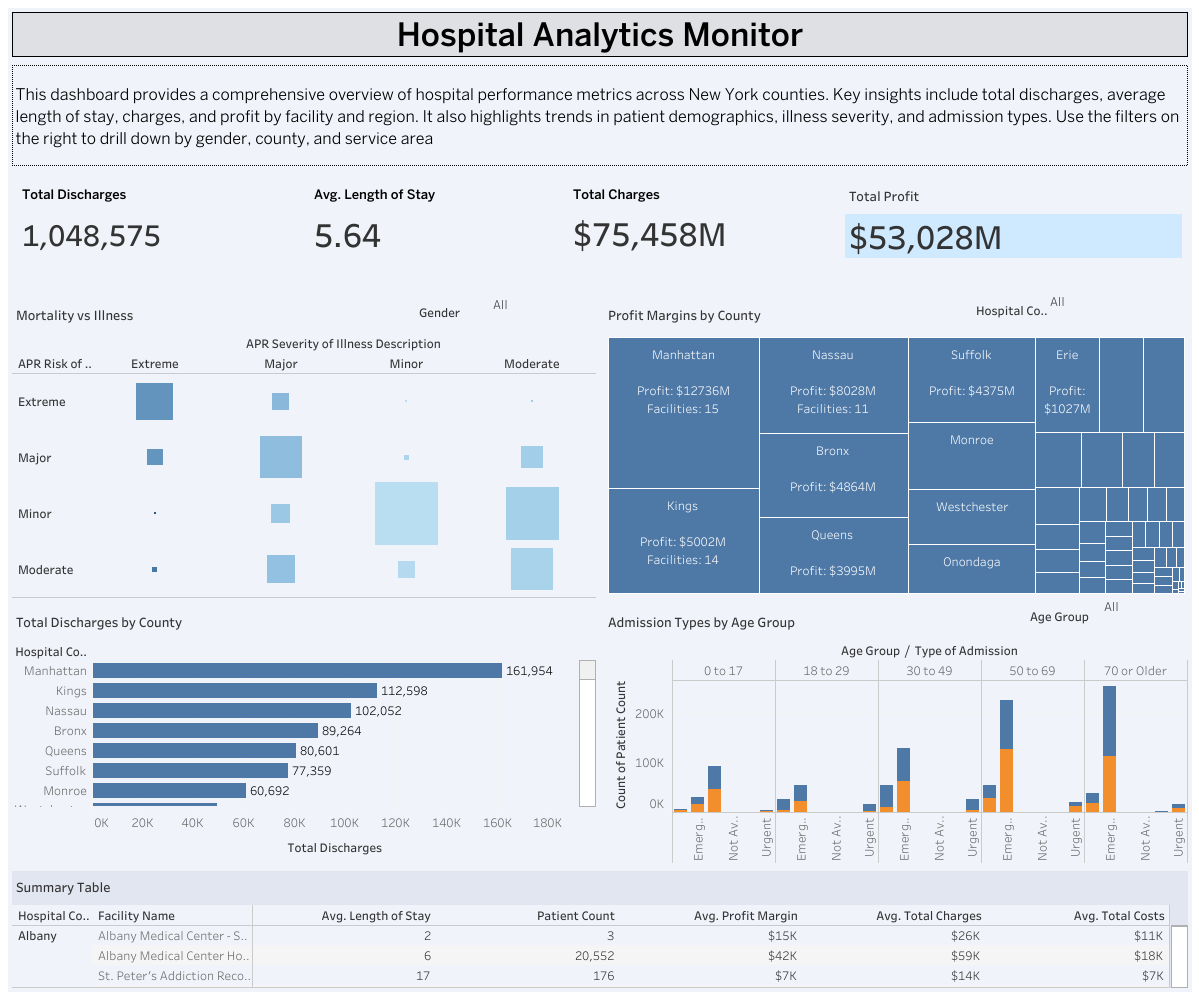 Hospital Analytics Monitor
This dashboard provides a comprehensive overview of hospital performance metrics across New York counties. Key insights include total discharges, average
length of stay, charges, and profit by facility and region. It also highlights trends in patient demographics, illness severity, and admission types. Use the filters on
the right to drill down by gender, county, and service area
Total Discharges
1,048,575
Avg. Length of Stay
5.64
Total Charges
$75,458M
Total Profit
$53,028M
Mortality vs Illness
Gender
All
APR Severity of Illness Description
APR Risk of .. Extreme Major Minor Moderate
Extreme
Major
Minor
Moderate
Profit Margins by County
Hospital Co..
All
Manhattan
Profit: $12736M
Facilities: 15
Kings
Profit: $5002M
Facilities: 14
Nassau
Profit: $8028M
Facilities: 11
Bronx
Profit: $4864M
Queens
Profit: $3995M
Suffolk
Profit: $4375M
Monroe
Westchester
Onondaga
Erie
Profit:
$1027M
Total Discharges by County
Hospital Co..
Manhattan 161,954
Kings 112,598
Nassau 102,052
Bronx 89,264
Queens 80,601
Suffolk 77,359
Monroe 60,692
0K 20K 40K 60K 80K 100K 120K 140K 160K 180K
Total Discharges
Admission Types by Age Group
Age Group
All
Age Group / Type of Admission
0 to 17 18 to 29 30 to 49 50 to 69 70 or Older
Count of Patient Count
200K
100K
0K
Emerg.. Not Av.. Urgent Emerg.. Not Av.. Urgent Emerg.. Not Av.. Urgent Emerg.. Not Av.. Urgent Emerg.. Not Av.. Urgent
Summary Table
Hospital Co.. Facility Name Avg. Length of Stay Patient Count Avg. Profit Margin Avg. Total Charges Avg. Total Costs
Albany Albany Medical Center - S.. 2 3 $15K $26K $11K
Albany Medical Center Ho.. 6 20,552 $42K $59K $18K
St. Peter's Addiction Reco.. 17 176 $7K $14K $7K